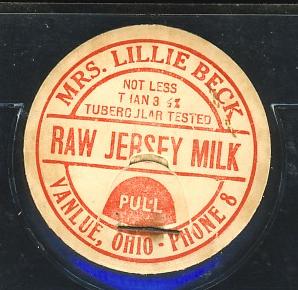 MRS. LILLIE BECK
NOT LESS
THAN 3 ½%
TUBERCULAR TESTED
RAW JERSEY MILK
PULL
VANLUE, OHIO - PHONE 8